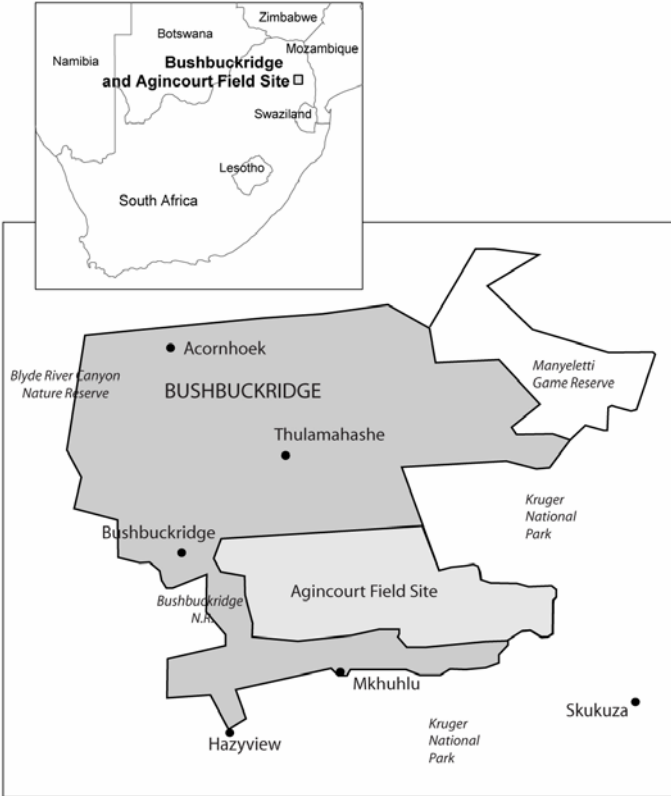 Zimbabwe
Botswana
Mozambique
Namibia
Bushbuckridge
and Agincourt Field Site
Swaziland
Lesotho
South Africa
Acornhoek
Blyde River Canyon
Nature Reserve
Manyeletti
Game Reserve
BUSHBUCKRIDGE
Thulamahashe
Kruger
National
Park
Bushbuckridge
Agincourt Field Site
Bushbuckridge
N.R.
Mkhuhlu
Skukuza
Kruger
National
Park
Hazyview